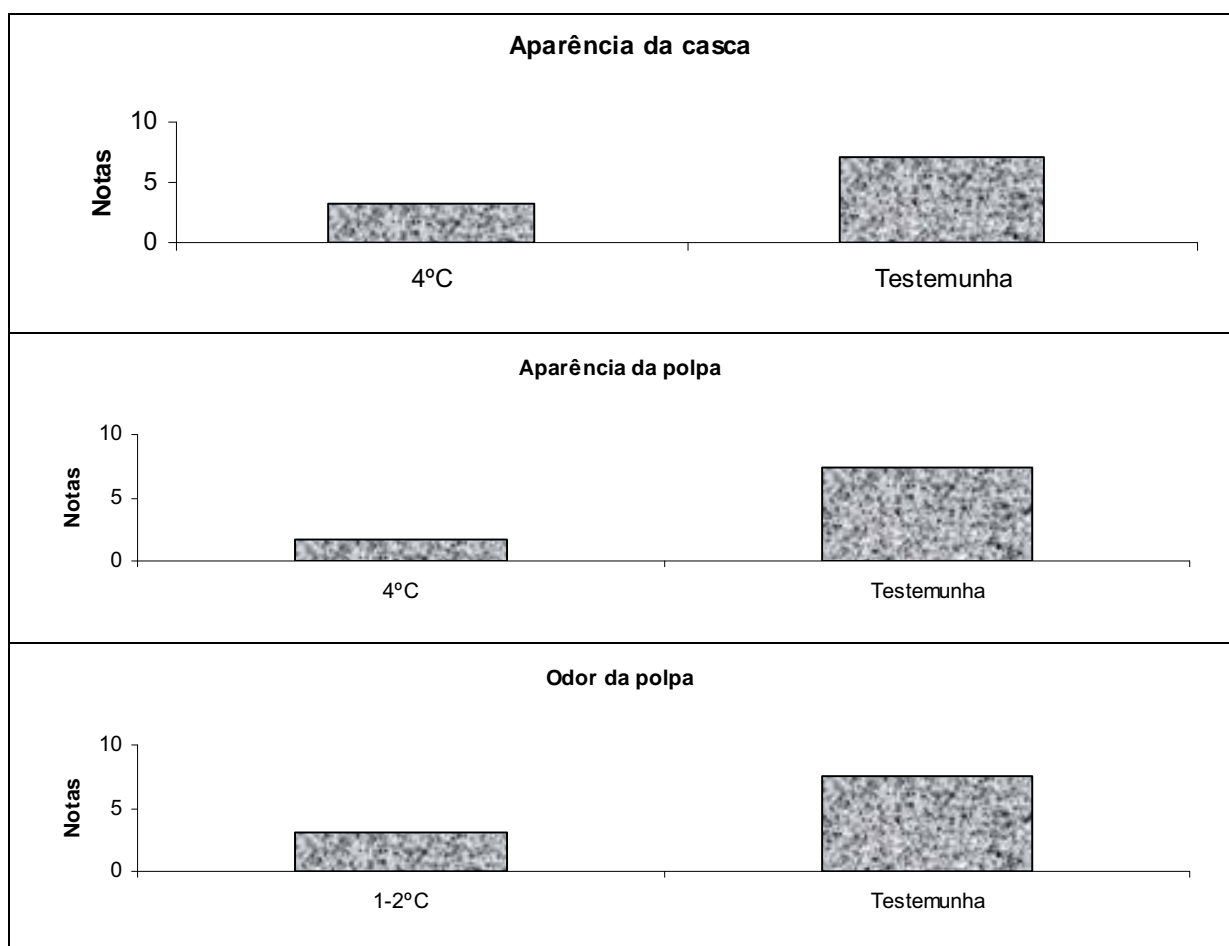 Aparência da casca
10
5
0
Notas
4ºC
Testemunha
Aparência da polpa
10
5
0
Notas
4ºC
Testemunha
Odor da polpa
10
5
0
Notas
1-2ºC
Testemunha